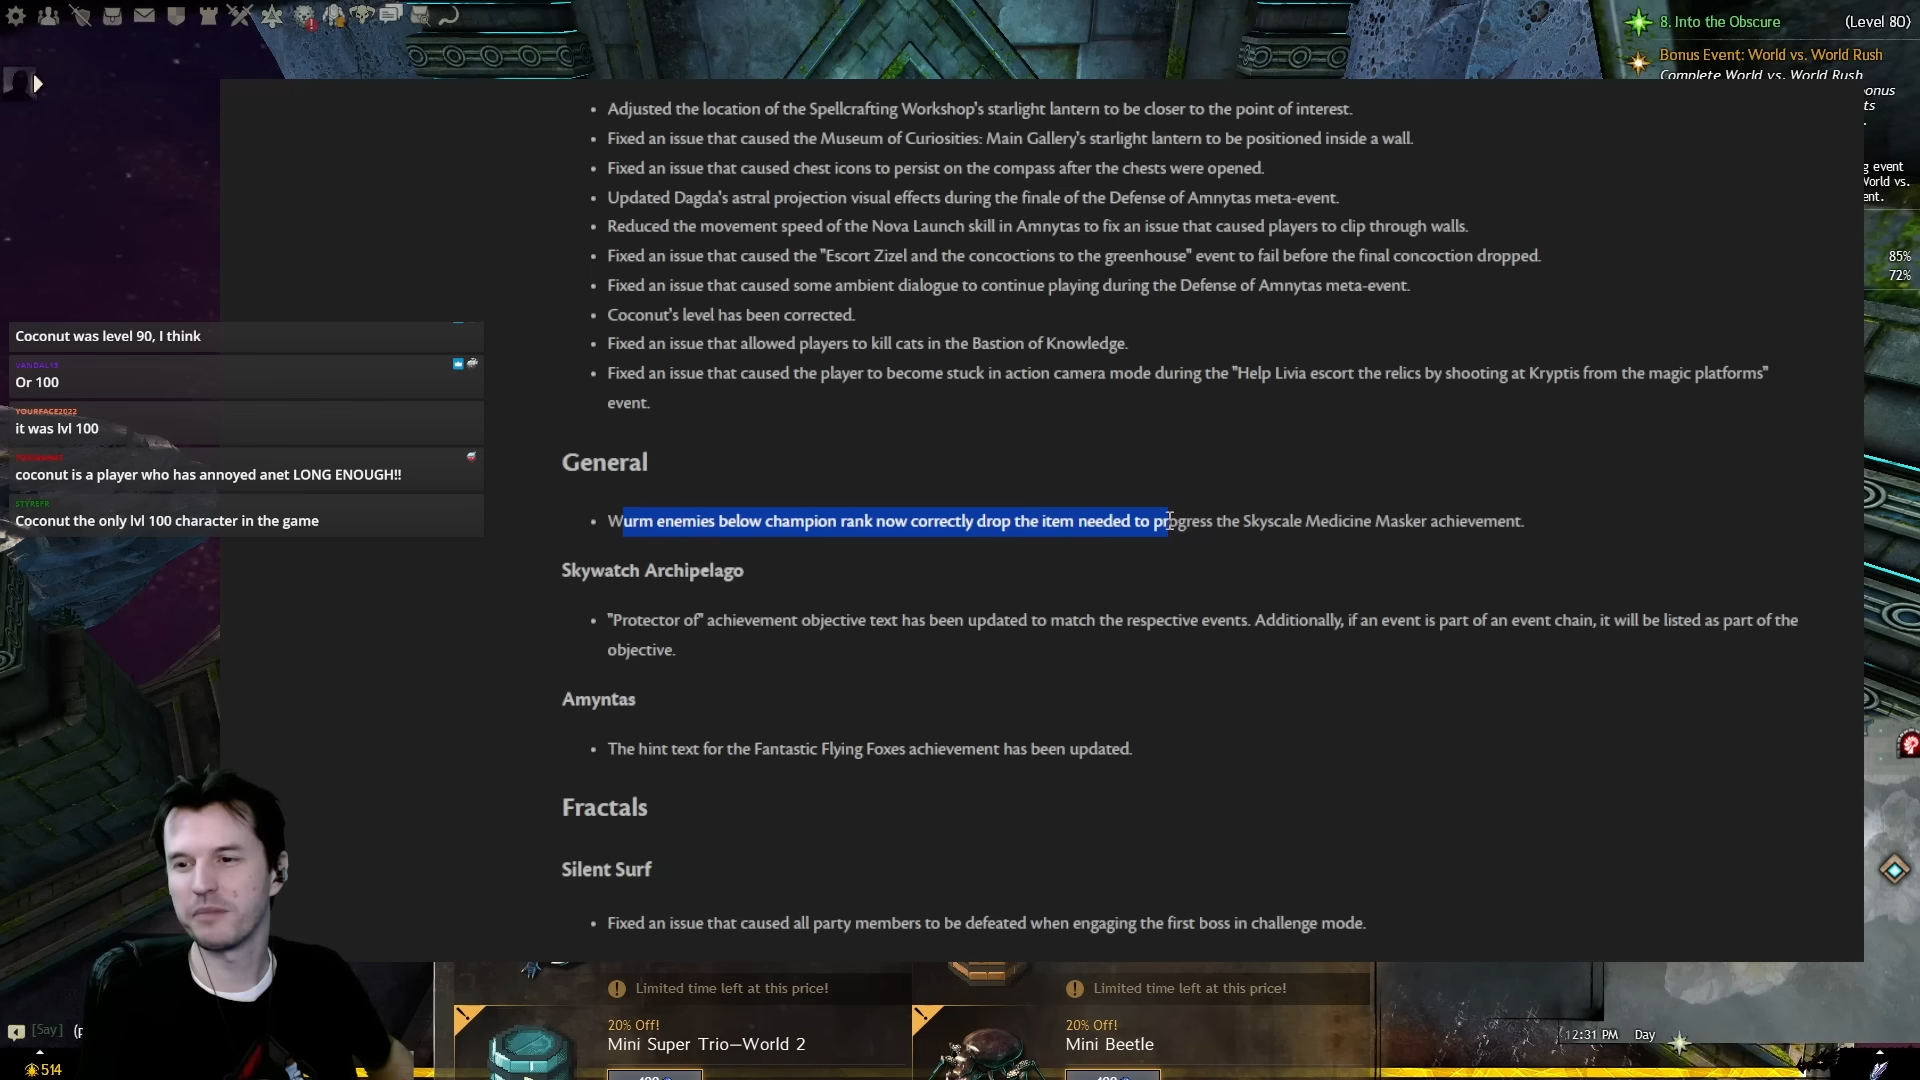 8. Into the Obscure (Level 80)
Bonus Event: World vs. World Rush
Complete World vs. World Rush
bonus
ts
g event
World vs.
ent.
85%
72%
• Adjusted the location of the Spellcrafting Workshop's starlight lantern to be closer to the point of interest.
• Fixed an issue that caused the Museum of Curiosities: Main Gallery's starlight lantern to be positioned inside a wall.
• Fixed an issue that caused chest icons to persist on the compass after the chests were opened.
• Updated Dagda's astral projection visual effects during the finale of the Defense of Amnytas meta-event.
• Reduced the movement speed of the Nova Launch skill in Amnytas to fix an issue that caused players to clip through walls.
• Fixed an issue that caused the "Escort Zizel and the concoctions to the greenhouse" event to fail before the final concoction dropped.
• Fixed an issue that caused some ambient dialogue to continue playing during the Defense of Amnytas meta-event.
• Coconut's level has been corrected.
• Fixed an issue that allowed players to kill cats in the Bastion of Knowledge.
• Fixed an issue that caused the player to become stuck in action camera mode during the "Help Livia escort the relics by shooting at Kryptis from the magic platforms"
event.
General
• Wurm enemies below champion rank now correctly drop the item needed to progress the Skyscale Medicine Masker achievement.
Skywatch Archipelago
• "Protector of" achievement objective text has been updated to match the respective events. Additionally, if an event is part of an event chain, it will be listed as part of the
objective.
Amyntas
• The hint text for the Fantastic Flying Foxes achievement has been updated.
Fractals
Silent Surf
• Fixed an issue that caused all party members to be defeated when engaging the first boss in challenge mode.
Coconut was level 90, I think
Or 100
YOURFACE2022
it was lvl 100
coconut is a player who has annoyed anet LONG ENOUGH!!
STYREFR
Coconut the only lvl 100 character in the game
Limited time left at this price!
Limited time left at this price!
20% Off!
Mini Super Trio—World 2
20% Off!
Mini Beetle
[Say] (p
514
12:31 PM Day